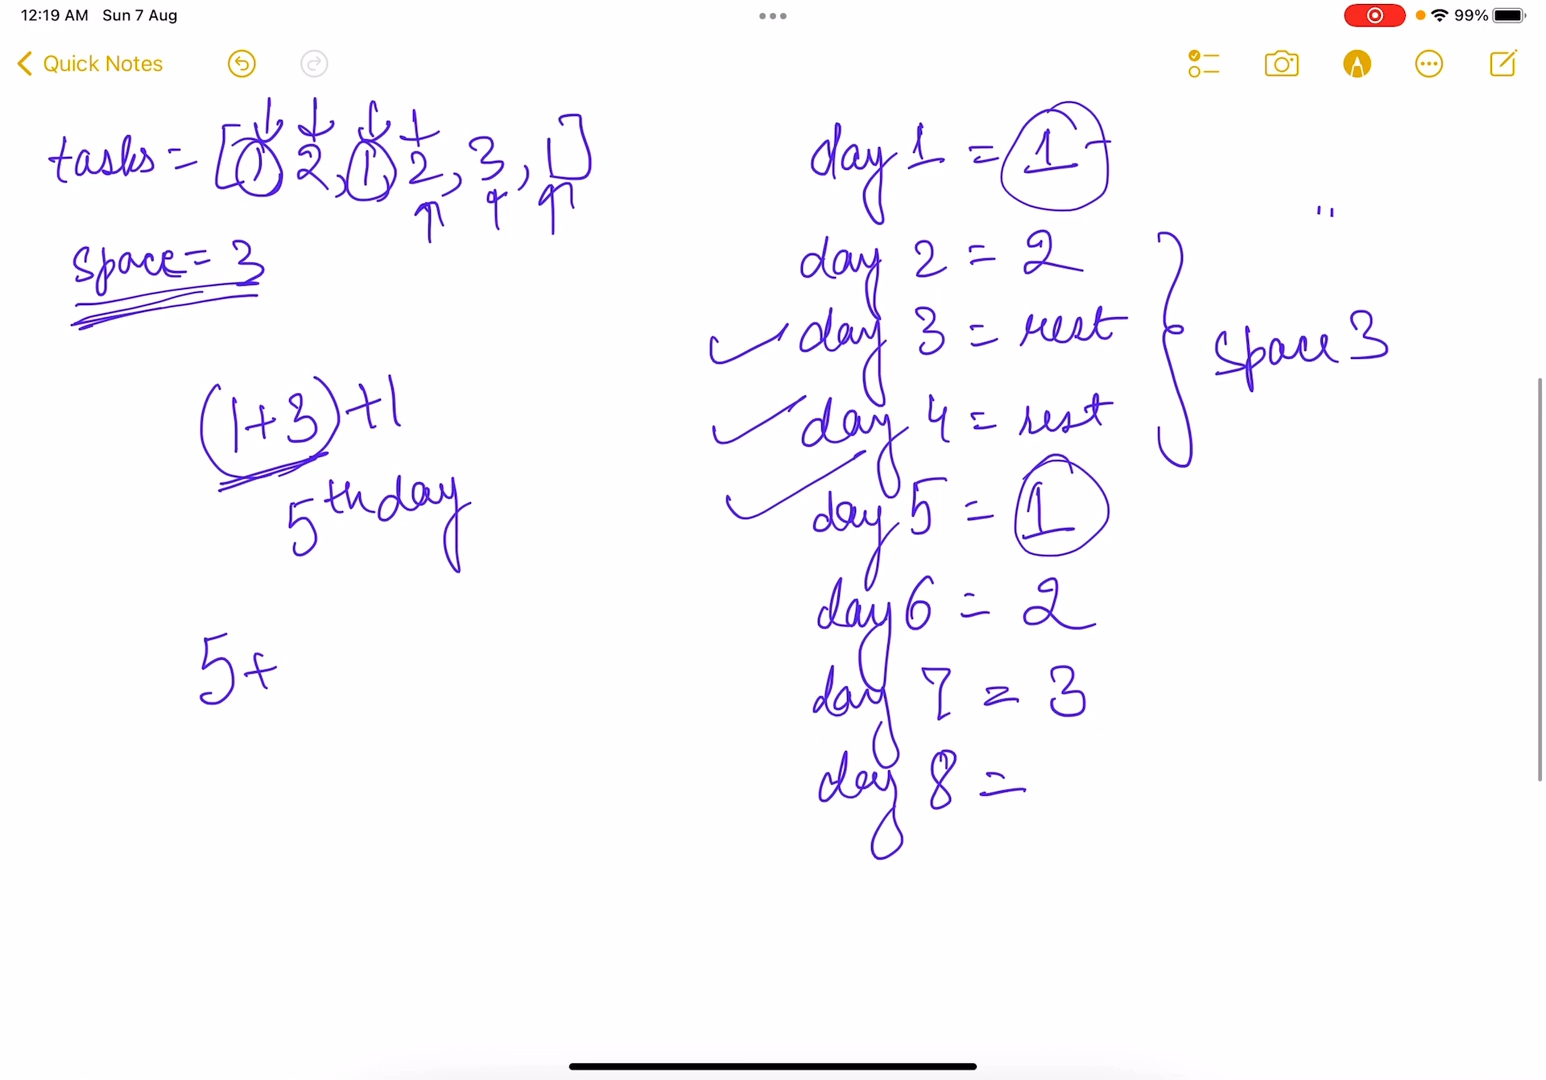 12:19 AM Sun 7 Aug
99%
Quick Notes
tasks = [1, 2, 1, 2, 3, 1]
space = 3
(1+3)+1
5th day
5+
day 1 = 1
day 2 = 2
day 3 = rest
day 4 = rest
space 3
day 5 = 1
day 6 = 2
day 7 = 3
day 8 =